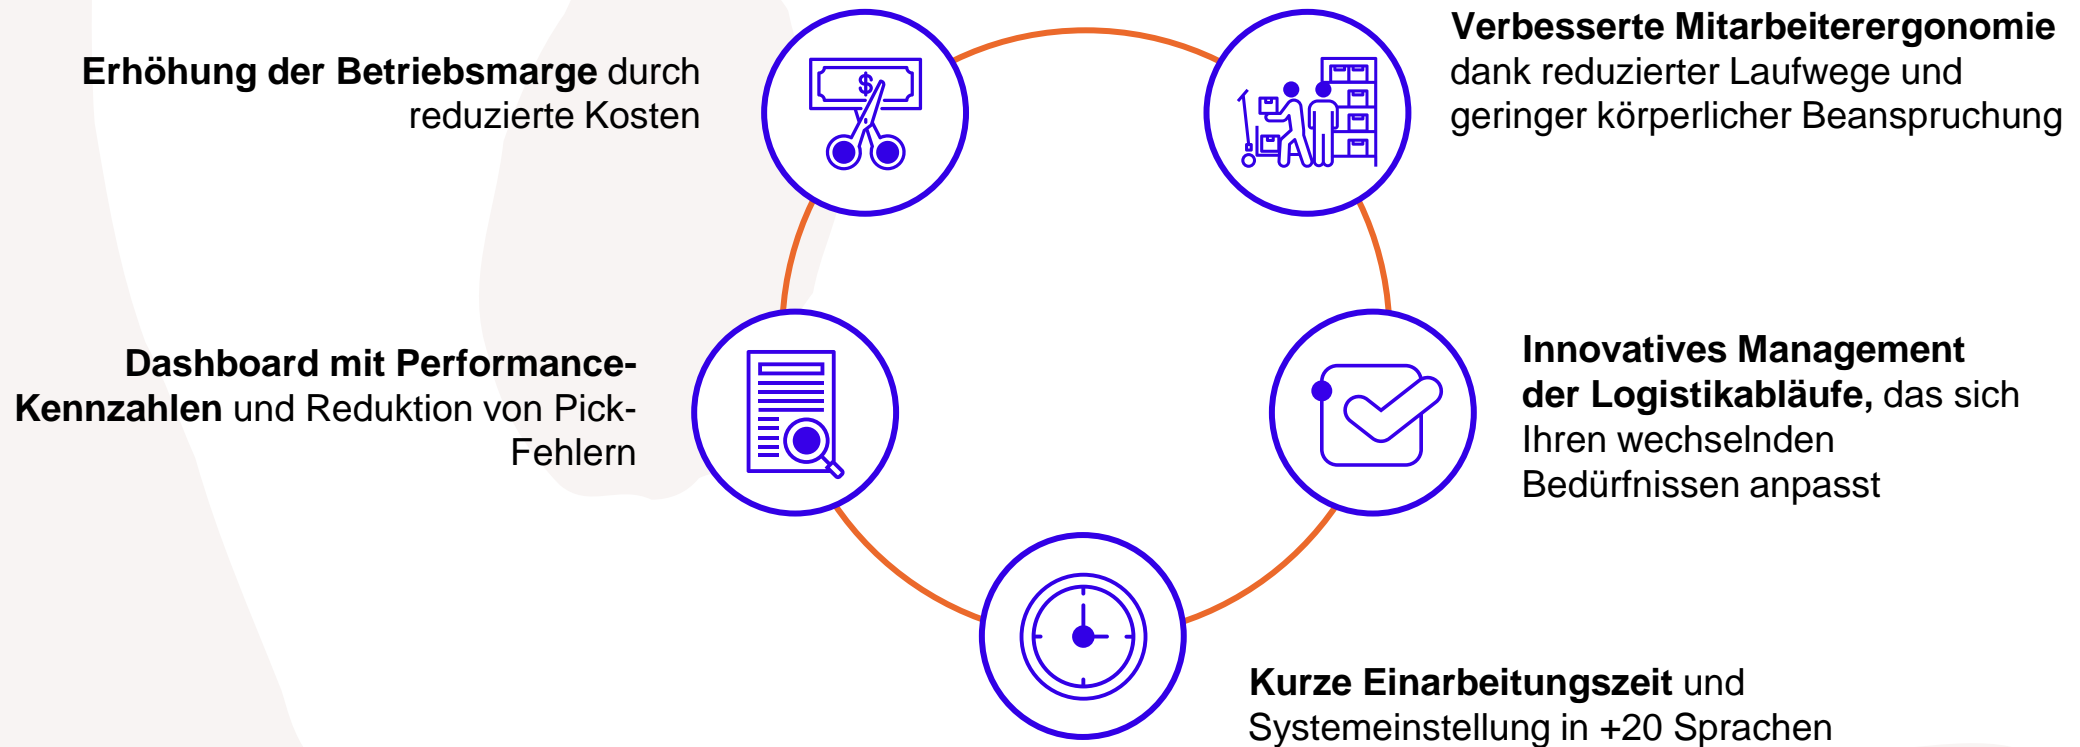 Erhöhung der Betriebsmarge durch
reduzierte Kosten
$
Verbesserte Mitarbeiterergonomie
dank reduzierter Laufwege und
geringer körperlicher Beanspruchung
Dashboard mit Performance-
Kennzahlen und Reduktion von Pick-
Fehlern
Innovatives Management
der Logistikabläufe, das sich
Ihren wechselnden
Bedürfnissen anpasst
Kurze Einarbeitungszeit und
Systemeinstellung in +20 Sprachen